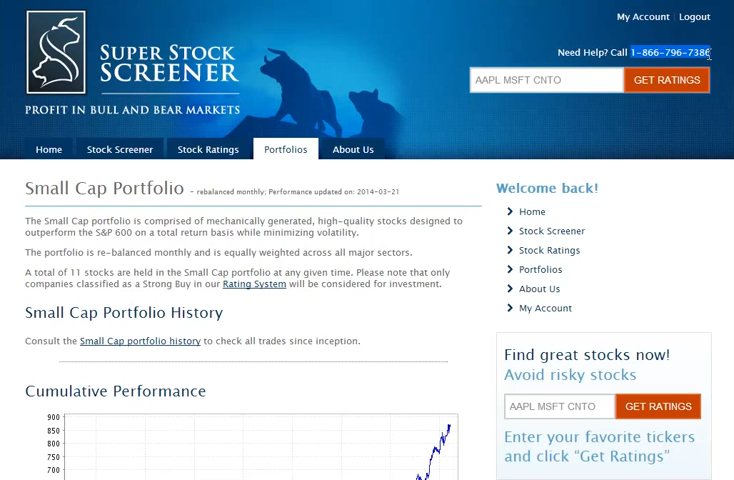 My Account | Logout
Need Help? Call 1-866-796-7386
SUPER STOCK
SCREENER
PROFIT IN BULL AND BEAR MARKETS
AAPL MSFT CNTO
GET RATINGS
Home
Stock Screener
Stock Ratings
Portfolios
About Us
Small Cap Portfolio - rebalanced monthly; Performance updated on: 2014-03-21
The Small Cap portfolio is comprised of mechanically generated, high-quality stocks designed to
outperform the S&P 600 on a total return basis while minimizing volatility.
The portfolio is re-balanced monthly and is equally weighted across all major sectors.
A total of 11 stocks are held in the Small Cap portfolio at any given time. Please note that only
companies classified as a Strong Buy in our Rating System will be considered for investment.
Small Cap Portfolio History
Consult the Small Cap portfolio history to check all trades since inception.
Cumulative Performance
900
850
800
750
700
Welcome back!
Home
Stock Screener
Stock Ratings
Portfolios
About Us
My Account
Find great stocks now!
Avoid risky stocks
AAPL MSFT CNTO
GET RATINGS
Enter your favorite tickers
and click “Get Ratings”